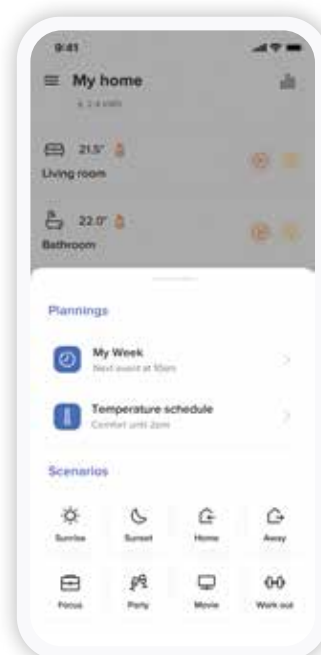 9:41
My home
21.5°
Living room
22.0°
Bathroom
Plannings
My Week
Next event at 10am
Temperature schedule
Comfort until 2pm
Scenarios
Sunrise Sunset Home Away
Focus Party Movie Work out